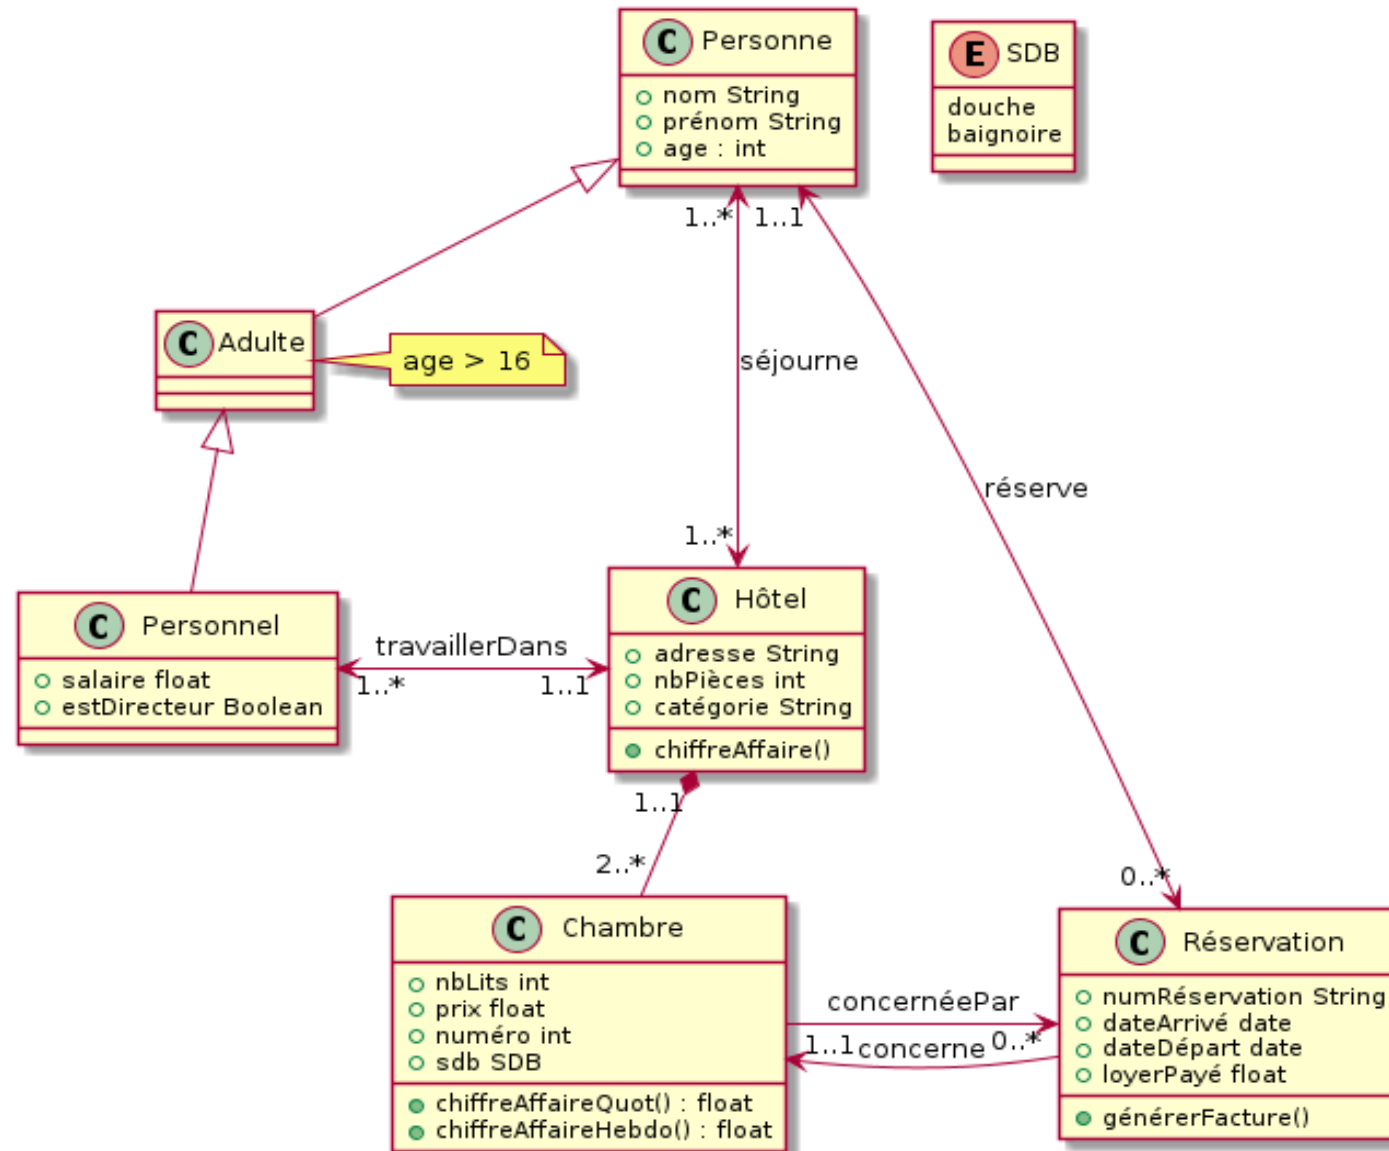 C Personne
nom String
prénom String
age : int
E SDB
douche
baignoire
1..* 1..1
C Adulte
age > 16
séjourne
réserve
1..*
C Personnel
salaire float
estDirecteur Boolean
travaillerDans
1..* 1..1
C Hôtel
adresse String
nbPièces int
catégorie String
chiffreAffaire()
1..1
2..*
0..*
C Chambre
nbLits int
prix float
numéro int
sdb SDB
chiffreAffaireQuot() : float
chiffreAffaireHebdo() : float
concernéePar
1..1 concerne 0..*
C Réservation
numRéservation String
dateArrivé date
dateDépart date
loyerPayé float
générerFacture()